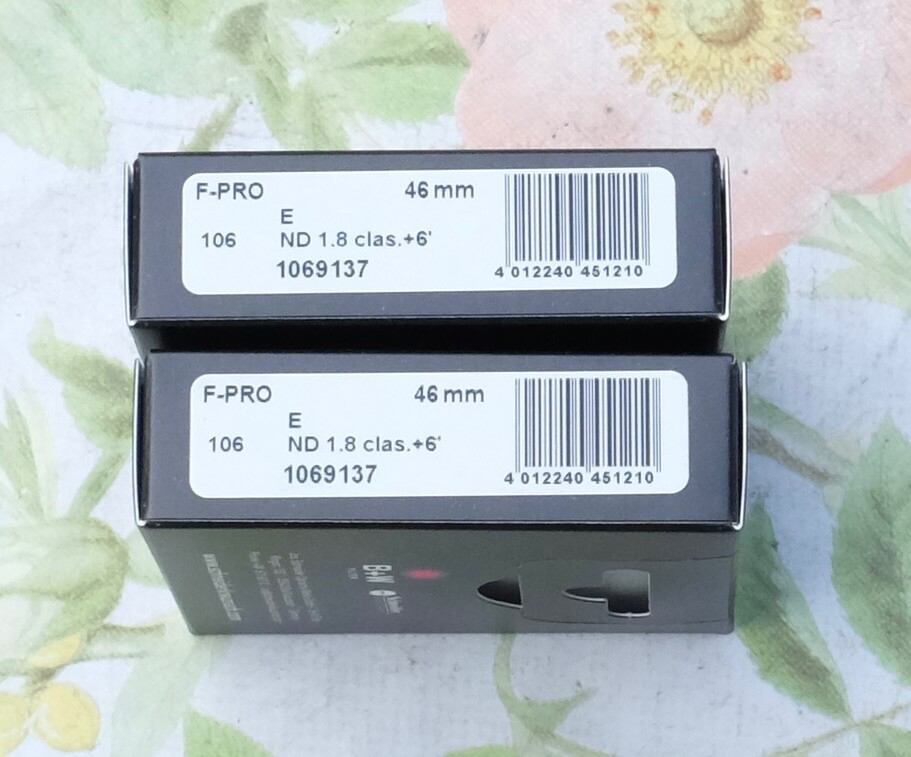 F-PRO 46 mm
E
106 ND 1.8 clas.+6'
1069137
4 012240 451210
F-PRO 46 mm
E
106 ND 1.8 clas.+6'
1069137
4 012240 451210
B+W